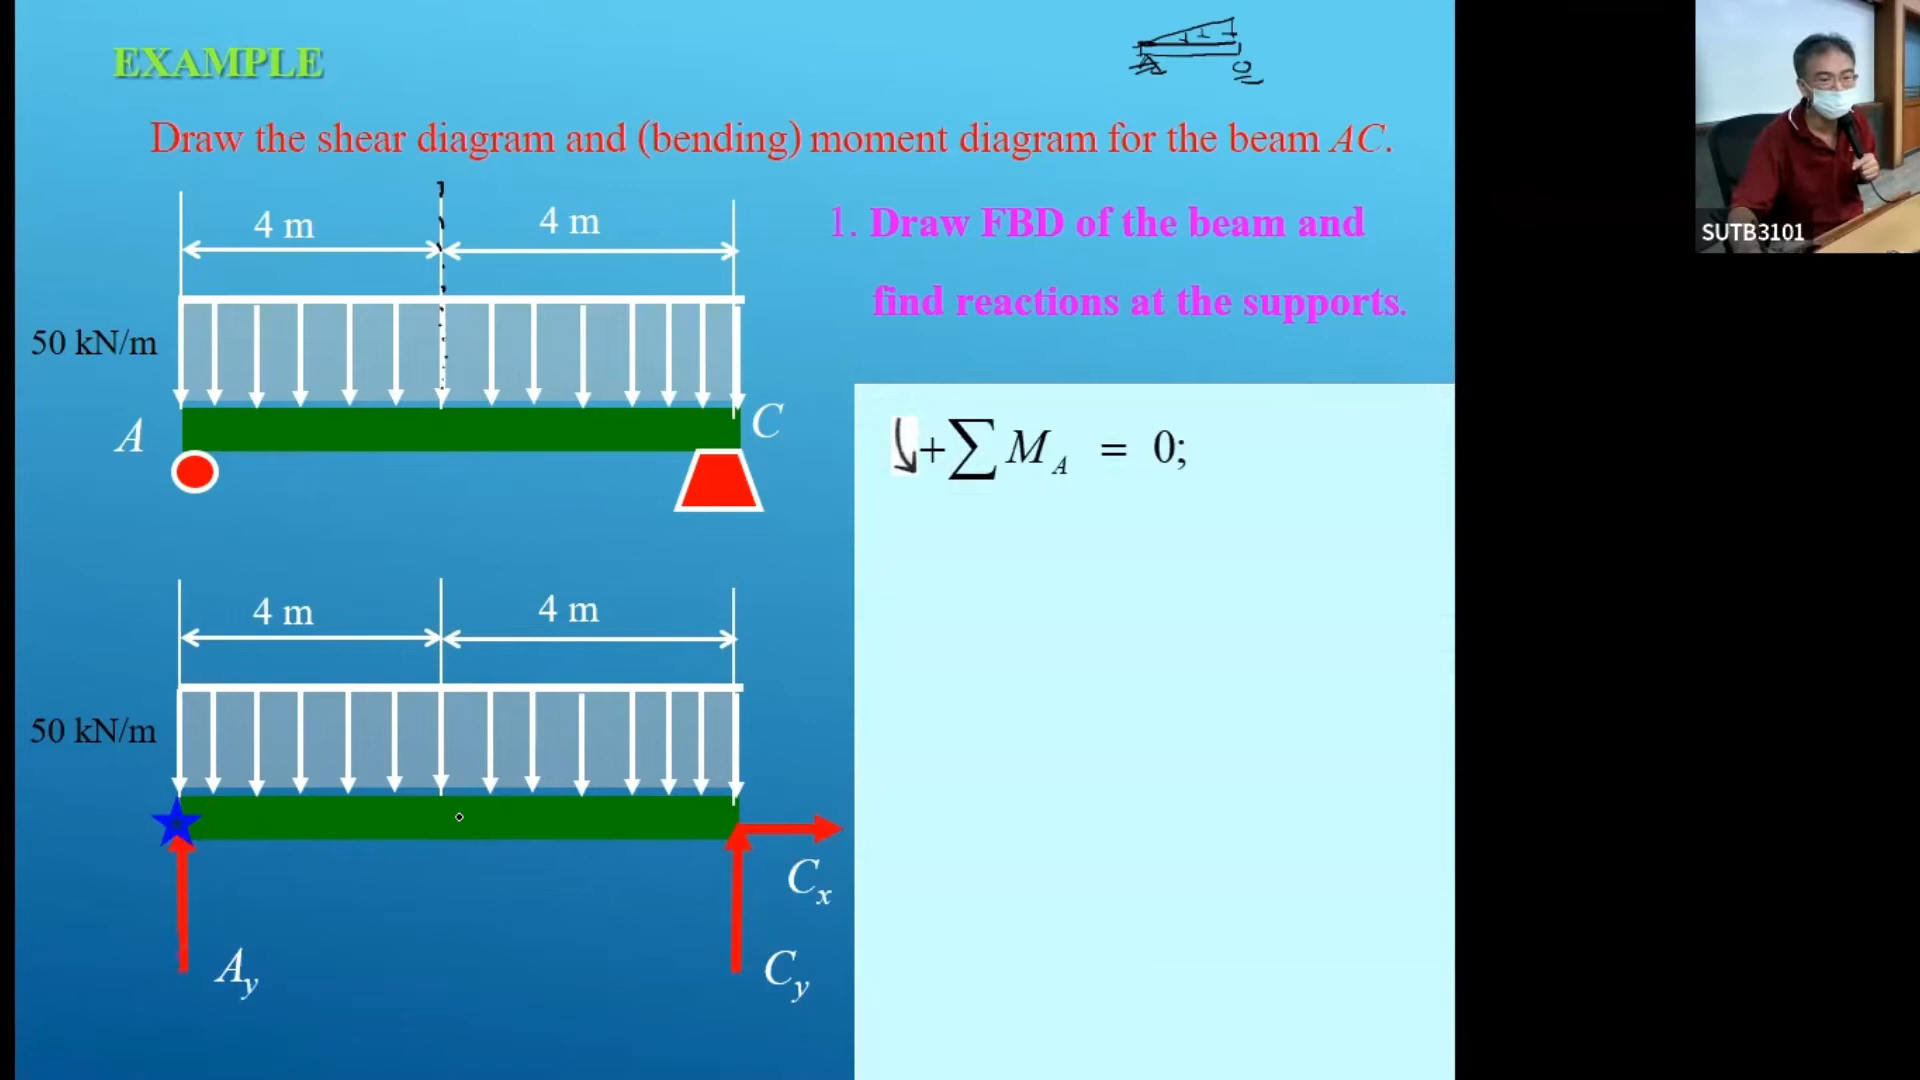 EXAMPLE
Draw the shear diagram and (bending) moment diagram for the beam AC.
4 m 4 m
50 kN/m
A
C
1. Draw FBD of the beam and
find reactions at the supports.
+∑M_A = 0;
4 m 4 m
50 kN/m
C_x
A_y
C_y
SUTB3101